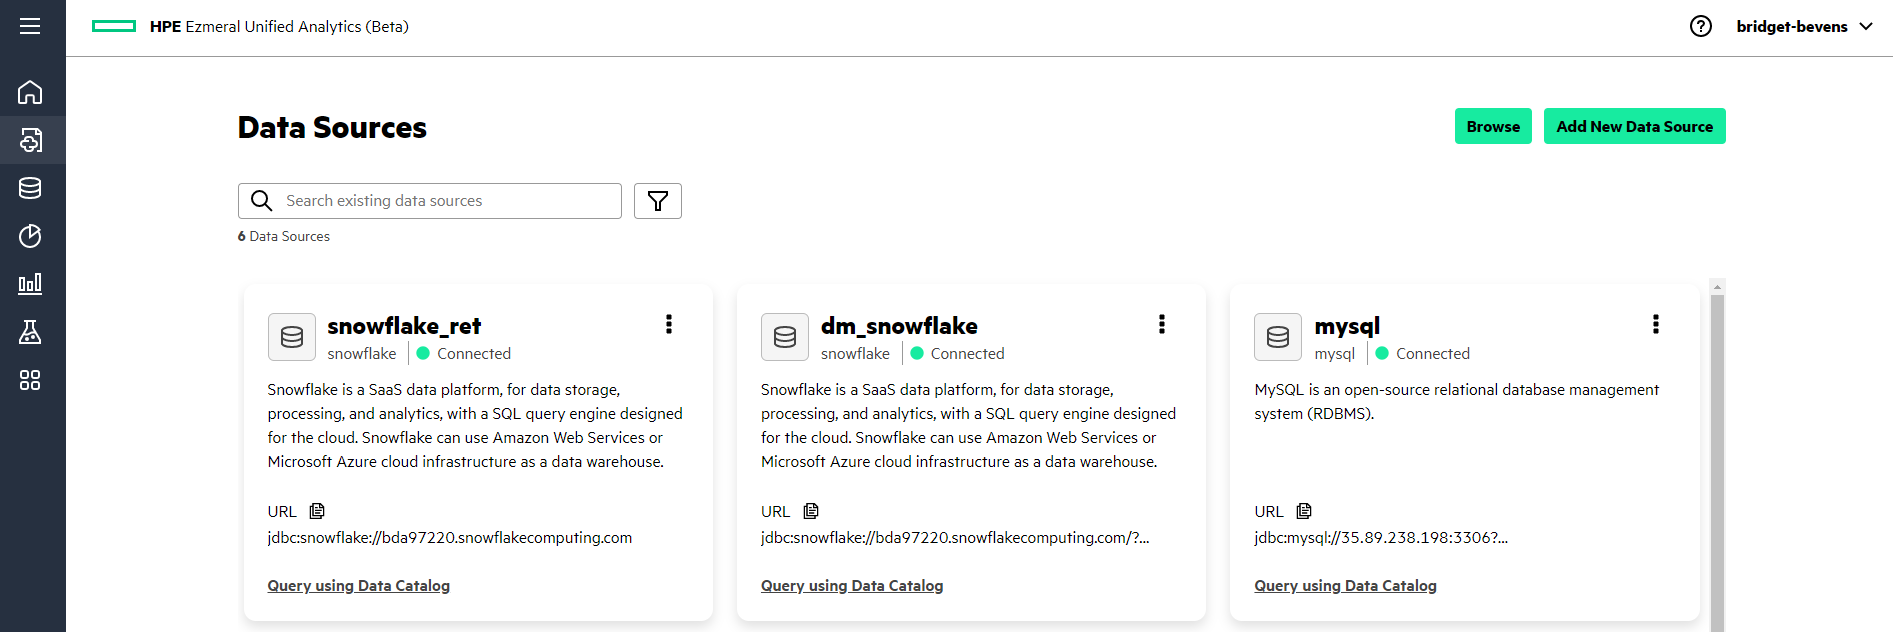 HPE Ezmeral Unified Analytics (Beta)
bridget-bevens
Data Sources
Browse
Add New Data Source
Search existing data sources
6 Data Sources
snowflake_ret
snowflake
Connected
Snowflake is a SaaS data platform, for data storage,
processing, and analytics, with a SQL query engine designed
for the cloud. Snowflake can use Amazon Web Services or
Microsoft Azure cloud infrastructure as a data warehouse.
URL
jdbc:snowflake://bda97220.snowflakecomputing.com
Query using Data Catalog
dm_snowflake
snowflake
Connected
Snowflake is a SaaS data platform, for data storage,
processing, and analytics, with a SQL query engine designed
for the cloud. Snowflake can use Amazon Web Services or
Microsoft Azure cloud infrastructure as a data warehouse.
URL
jdbc:snowflake://bda97220.snowflakecomputing.com/?...
Query using Data Catalog
mysql
mysql
Connected
MySQL is an open-source relational database management
system (RDBMS).
URL
jdbc:mysql://35.89.238.198:3306?...
Query using Data Catalog